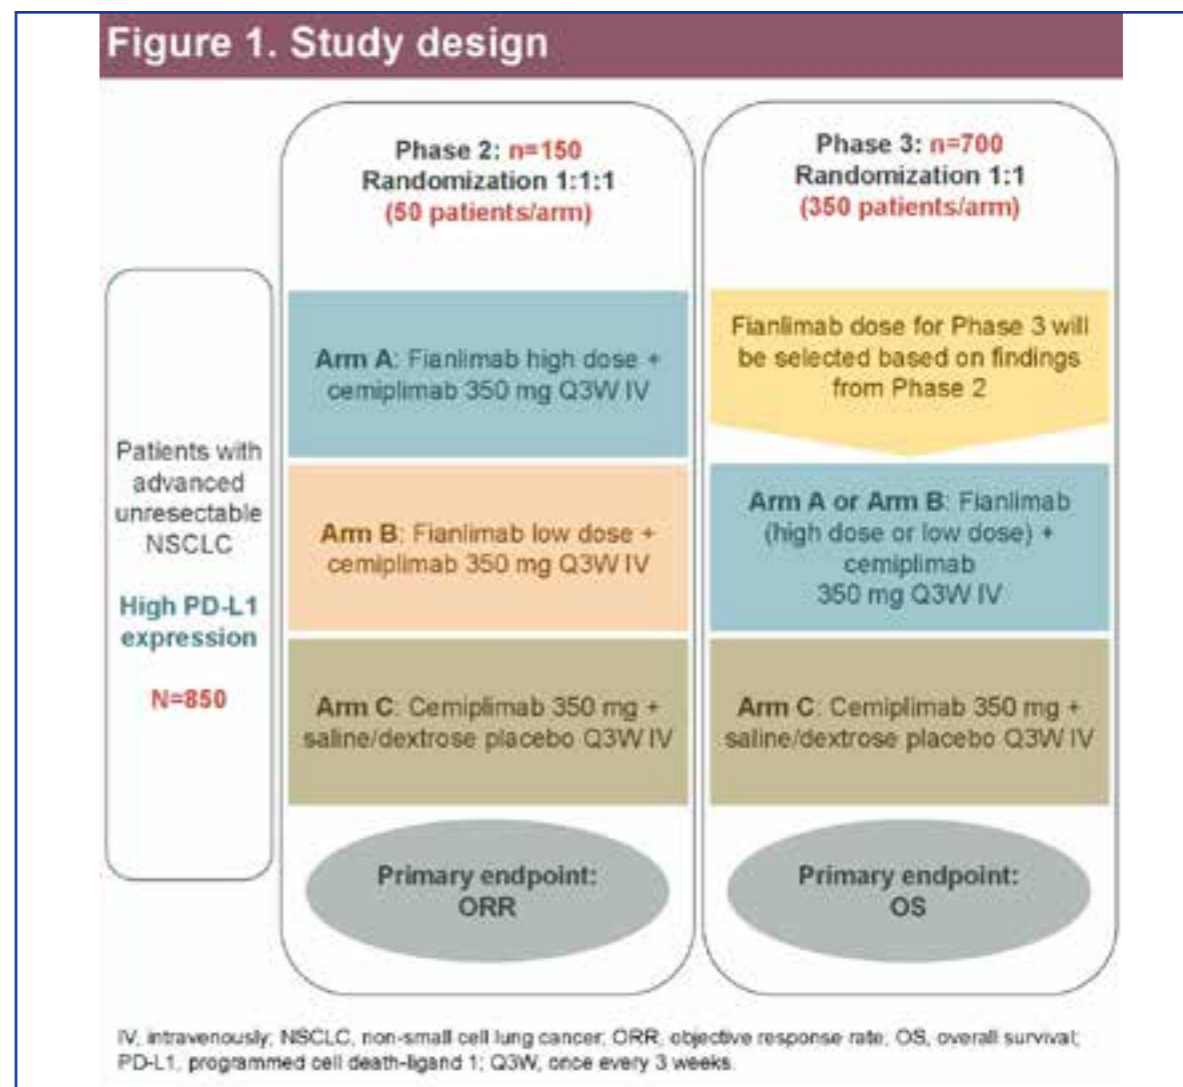 Figure 1. Study design
Phase 2: n=150
Randomization 1:1:1
(50 patients/arm)
Phase 3: n=700
Randomization 1:1
(350 patients/arm)
Patients with
advanced
unresectable
NSCLC
High PD-L1
expression
N=850
Arm A: Fianlimab high dose +
cemiplimab 350 mg Q3W IV
Arm B: Fianlimab low dose +
cemiplimab 350 mg Q3W IV
Arm C: Cemiplimab 350 mg +
saline/dextrose placebo Q3W IV
Primary endpoint:
ORR
Fianlimab dose for Phase 3 will
be selected based on findings
from Phase 2
Arm A or Arm B: Fianlimab
(high dose or low dose) +
cemiplimab
350 mg Q3W IV
Arm C: Cemiplimab 350 mg +
saline/dextrose placebo Q3W IV
Primary endpoint:
OS
IV, intravenously; NSCLC, non-small cell lung cancer; ORR, objective response rate; OS, overall survival;
PD-L1, programmed cell death-ligand 1; Q3W, once every 3 weeks.